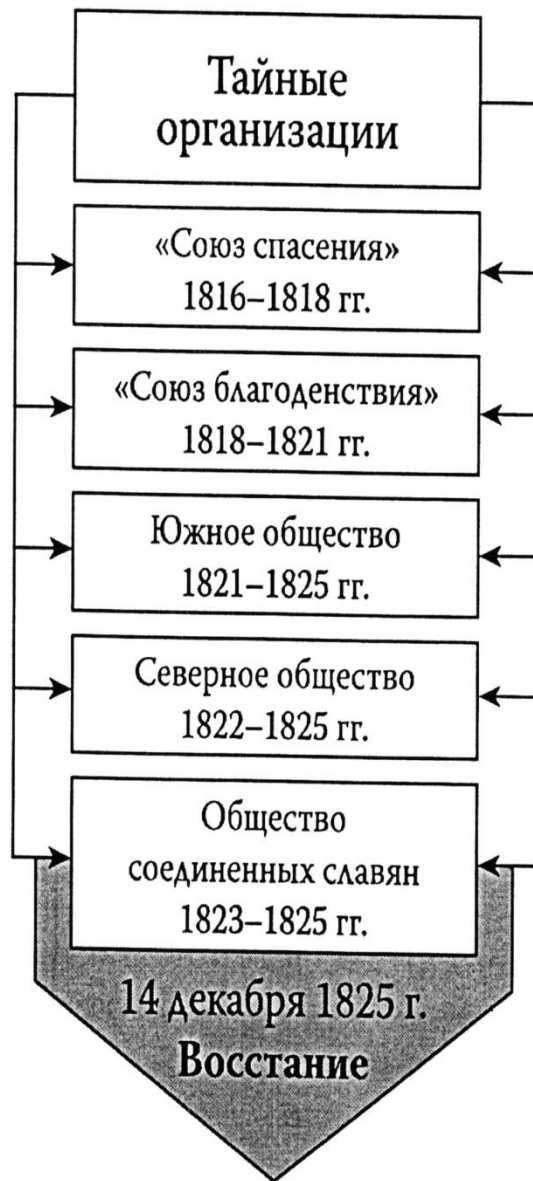 Тайные
организации
«Союз спасения»
1816–1818 гг.
«Союз благоденствия»
1818–1821 гг.
Южное общество
1821–1825 гг.
Северное общество
1822–1825 гг.
Общество
соединенных славян
1823–1825 гг.
14 декабря 1825 г.
Восстание